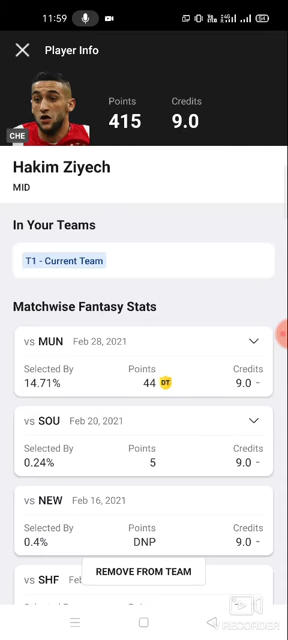 11:59
54
Player Info
CHE
Points
Credits
415
9.0
Hakim Ziyech
MID
In Your Teams
T1 - Current Team
Matchwise Fantasy Stats
vs MUN Feb 28, 2021
Selected By Points Credits
14.71% 44 DT 9.0 -
vs SOU Feb 20, 2021
Selected By Points Credits
0.24% 5 9.0 -
vs NEW Feb 16, 2021
Selected By Points Credits
0.4% DNP 9.0 -
vs SHF
REMOVE FROM TEAM
RECORDER